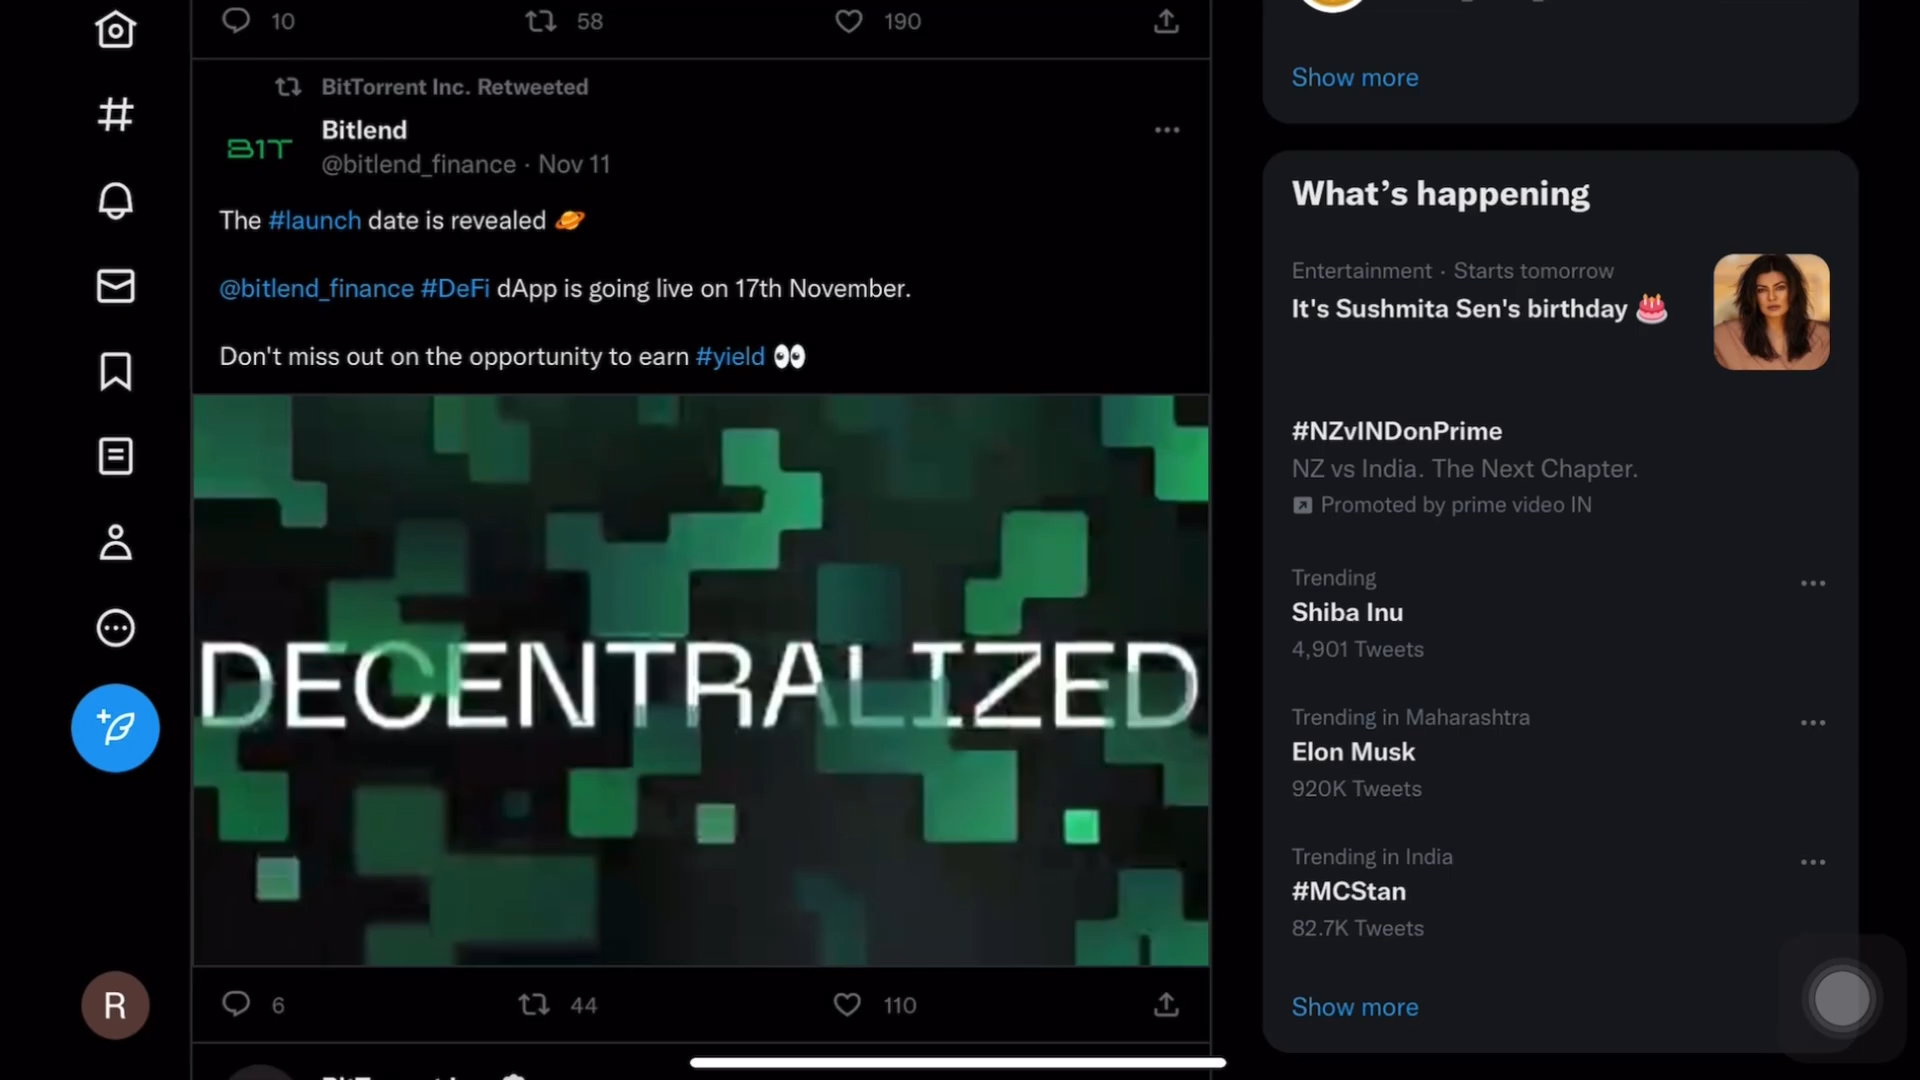 10 58 190
BitTorrent Inc. Retweeted
B1T
Bitlend
@bitlend_finance · Nov 11
The #launch date is revealed 🪐
@bitlend_finance #DeFi dApp is going live on 17th November.
Don't miss out on the opportunity to earn #yield 👀
DECENTRALIZED
6 44 110
R
Show more
What's happening
Entertainment · Starts tomorrow
It's Sushmita Sen's birthday 🎂
#NZvINDonPrime
NZ vs India. The Next Chapter.
Promoted by prime video IN
Trending
Shiba Inu
4,901 Tweets
Trending in Maharashtra
Elon Musk
920K Tweets
Trending in India
#MCStan
82.7K Tweets
Show more